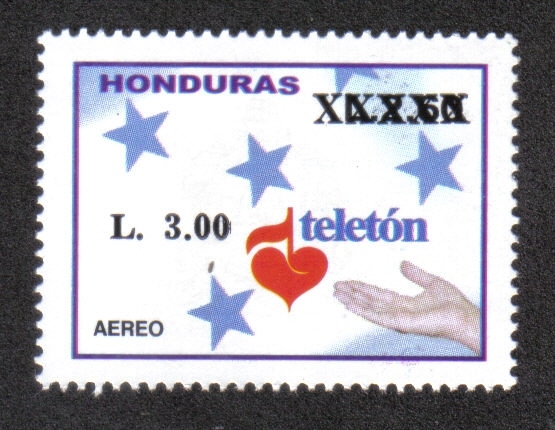 HONDURAS
L. 3.00
teletón
AEREO